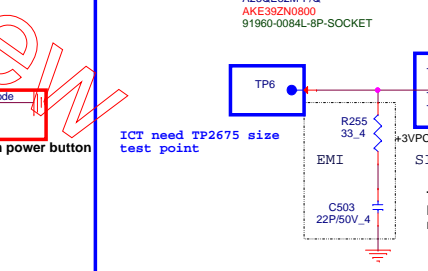 AKE39ZN0800
91960-0084L-8P-SOCKET
TP6
ode
power button
ICT need TP2675 size
test point
R255
33_4
+3VPC
EMI
C503
22P/50V_4